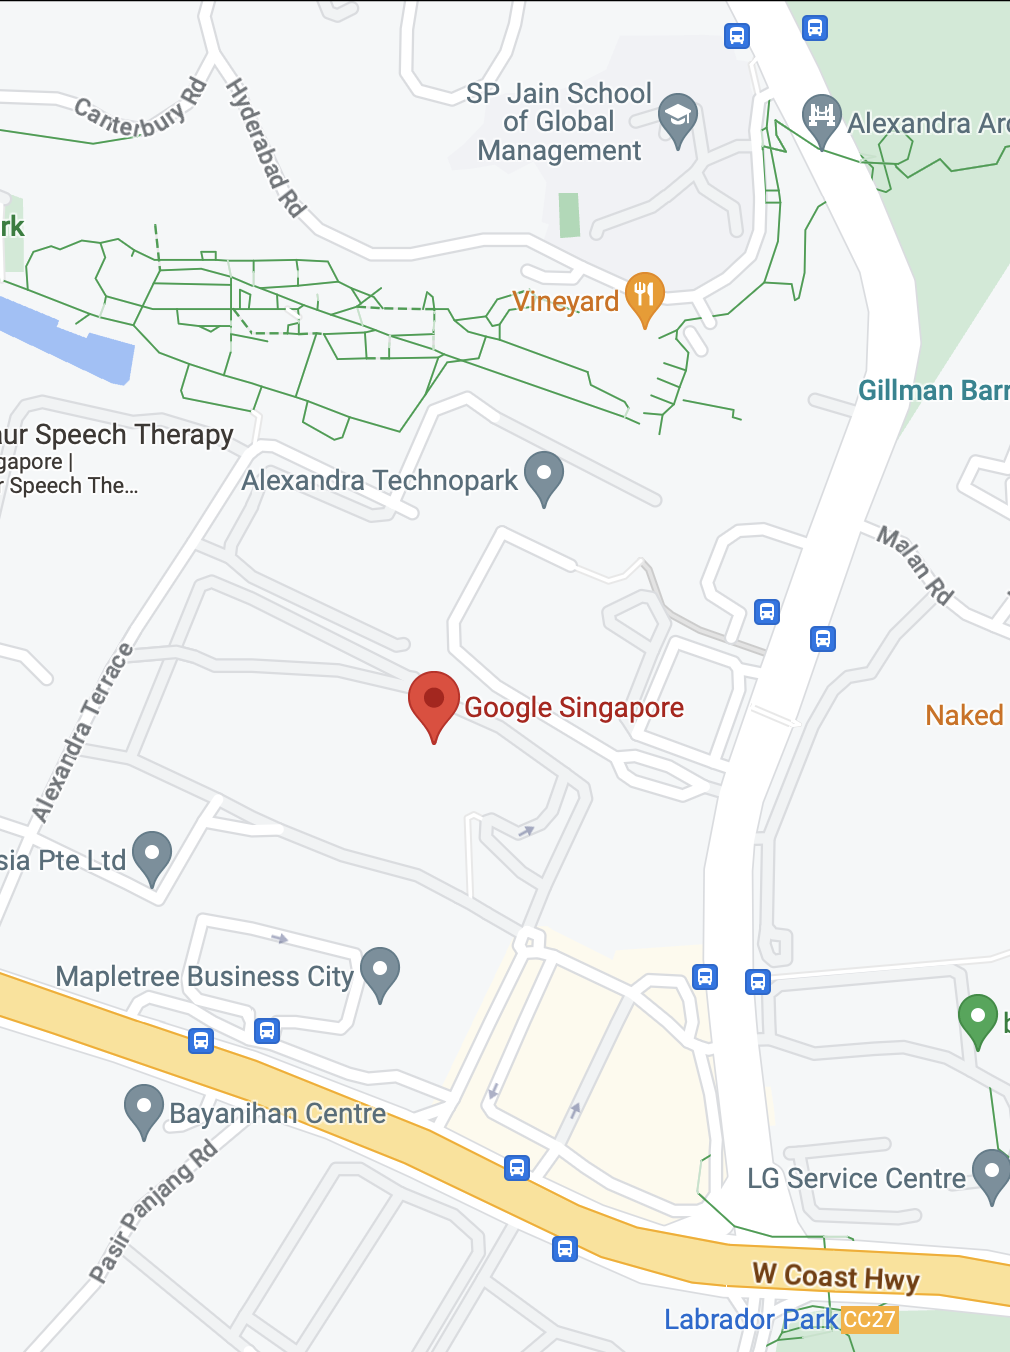 Canterbury Rd
Hyderabad Rd
SP Jain School
of Global
Management
Alexandra Arc
rk
Vineyard
Gillman Barr
ur Speech Therapy
gapore |
r Speech The...
Alexandra Technopark
Malan Rd
Alexandra Terrace
Google Singapore
Naked
sia Pte Ltd
Mapletree Business City
b
Bayanihan Centre
Pasir Panjang Rd
LG Service Centre
W Coast Hwy
Labrador Park CC27